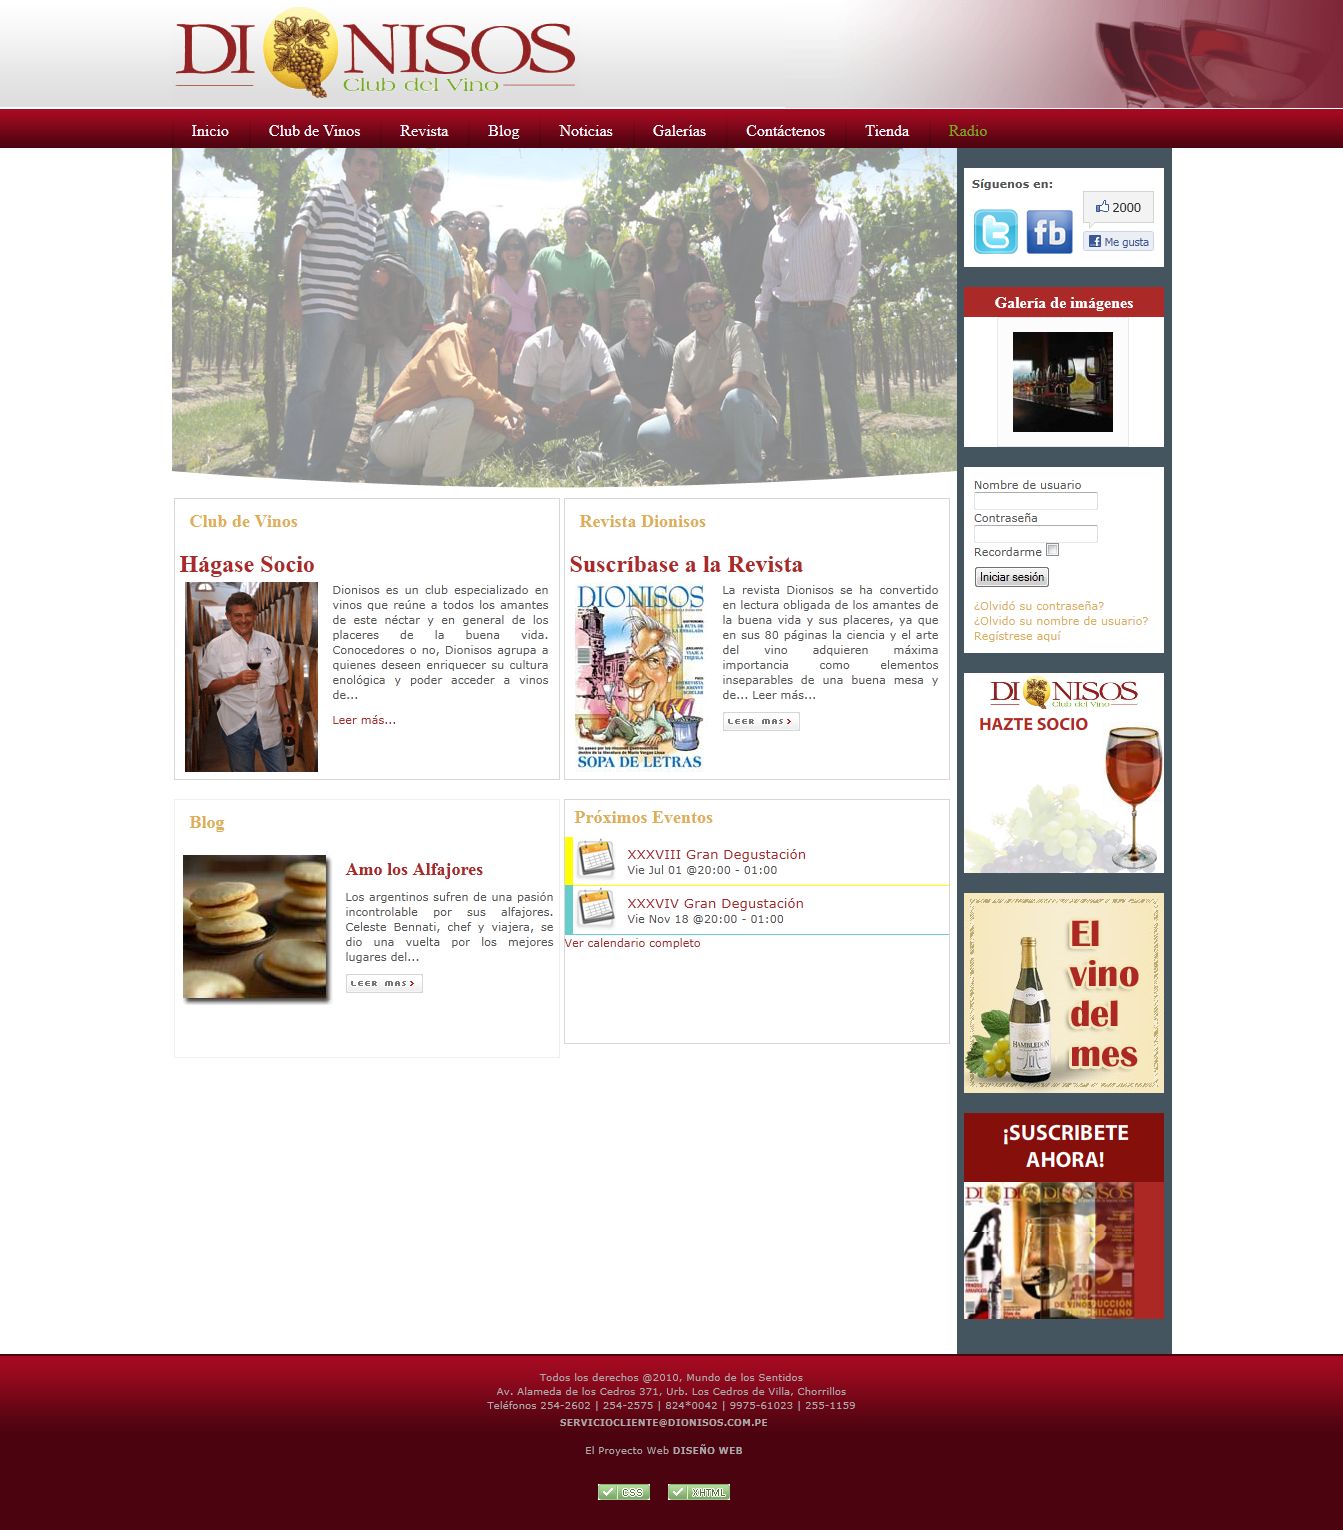 DIONISOS
Club del Vino
Inicio
Club de Vinos
Revista
Blog
Noticias
Galerías
Contáctenos
Tienda
Radio
Síguenos en:
2000
Me gusta
Galería de imágenes
Nombre de usuario
Contraseña
Recordarme
Iniciar sesión
¿Olvidó su contraseña?
¿Olvido su nombre de usuario?
Regístrese aquí
Club de Vinos
Hágase Socio
Dionisos es un club especializado en
vinos que reúne a todos los amantes
de este néctar y en general de los
placeres de la buena vida.
Conocedores o no, Dionisos agrupa a
quienes deseen enriquecer su cultura
enológica y poder acceder a vinos
de...
Leer más...
Revista Dionisos
Suscríbase a la Revista
DIONISOS
SOPA DE LETRAS
La revista Dionisos se ha convertido
en lectura obligada de los amantes de
la buena vida y sus placeres, ya que
en sus 80 páginas la ciencia y el arte
del vino adquieren máxima
importancia como elementos
inseparables de una buena mesa y
de... Leer más...
LEER MAS
Blog
Amo los Alfajores
Los argentinos sufren de una pasión
incontrolable por sus alfajores.
Celeste Bennati, chef y viajera, se
dio una vuelta por los mejores
lugares del...
LEER MAS
Próximos Eventos
XXXVIII Gran Degustación
Vie Jul 01 @20:00 - 01:00
XXXVIV Gran Degustación
Vie Nov 18 @20:00 - 01:00
Ver calendario completo
DIONISOS
Club del Vino
HAZTE SOCIO
El
vino
del
mes
HAMBLEDON
¡SUSCRIBETE
AHORA!
Todos los derechos @2010, Mundo de los Sentidos
Av. Alameda de los Cedros 371, Urb. Los Cedros de Villa, Chorrillos
Teléfonos 254-2602 | 254-2575 | 824*0042 | 9975-61023 | 255-1159
SERVICIOCLIENTE@DIONISOS.COM.PE
El Proyecto Web DISEÑO WEB
CSS
XHTML